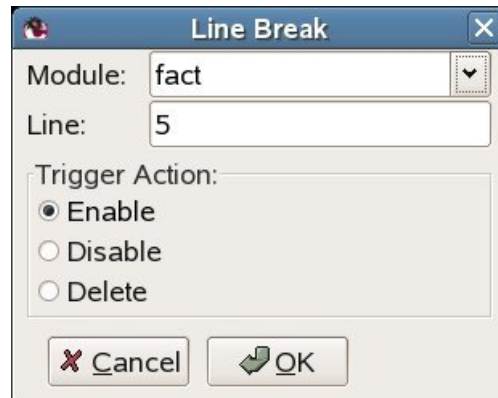 Line Break
Module: fact
Line: 5
Trigger Action:
Enable
Disable
Delete
Cancel OK